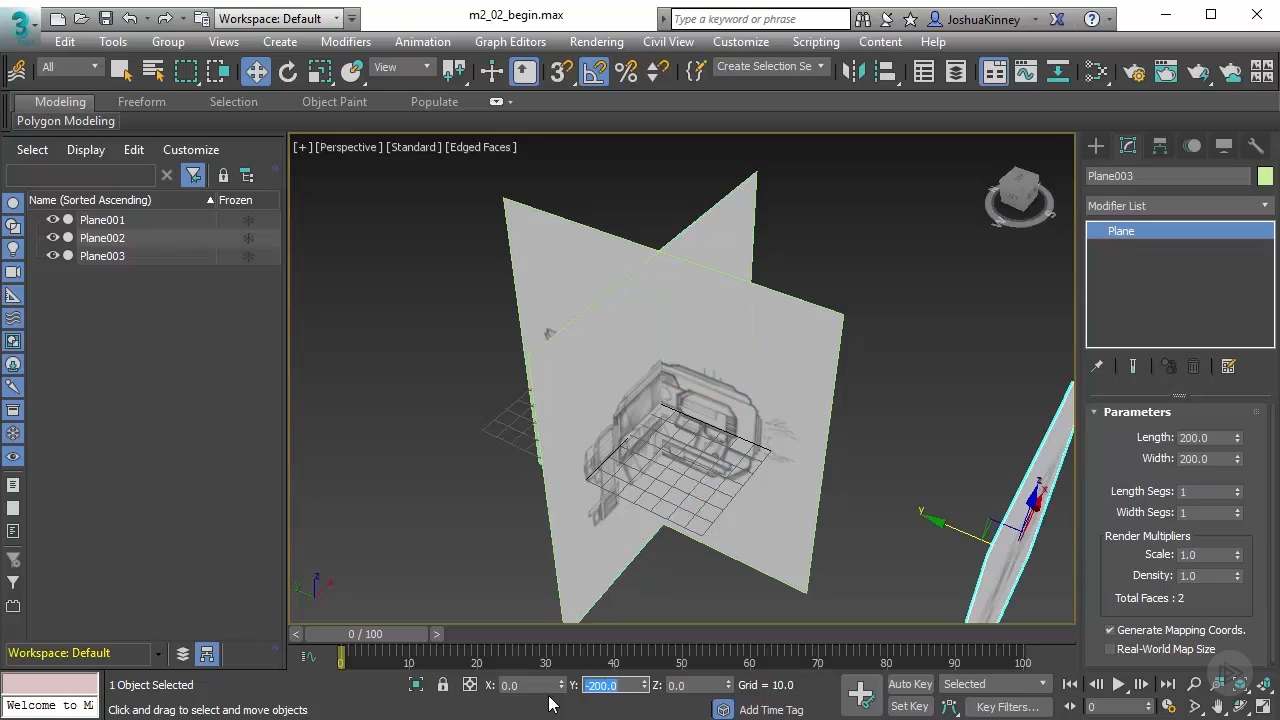 3
MAX
Workspace: Default
m2_02_begin.max
Type a keyword or phrase
JoshuaKinney
Edit Tools Group Views Create Modifiers Animation Graph Editors Rendering Civil View Customize Scripting Content Help
All View 3 Create Selection Se
Modeling Freeform Selection Object Paint Populate
Polygon Modeling
Select Display Edit Customize
[+] [Perspective ] [Standard ] [Edged Faces ]
Plane003
Name (Sorted Ascending) Frozen
Modifier List
Plane001
Plane002
Plane003
Plane
Parameters
Length: 200.0
Width: 200.0
Length Segs: 1
Width Segs: 1
Render Multipliers
Scale: 1.0
Density: 1.0
Total Faces : 2
Generate Mapping Coords.
Real-World Map Size
y
z
x
z
< 0 / 100 >
Workspace: Default
0 10 20 30 40 50 60 70 80 90 100
1 Object Selected
X: 0.0 Y: -200.0 Z: 0.0 Grid = 10.0
Auto Key Selected
Welcome to MA
Click and drag to select and move objects
Add Time Tag
Set Key Key Filters... 0